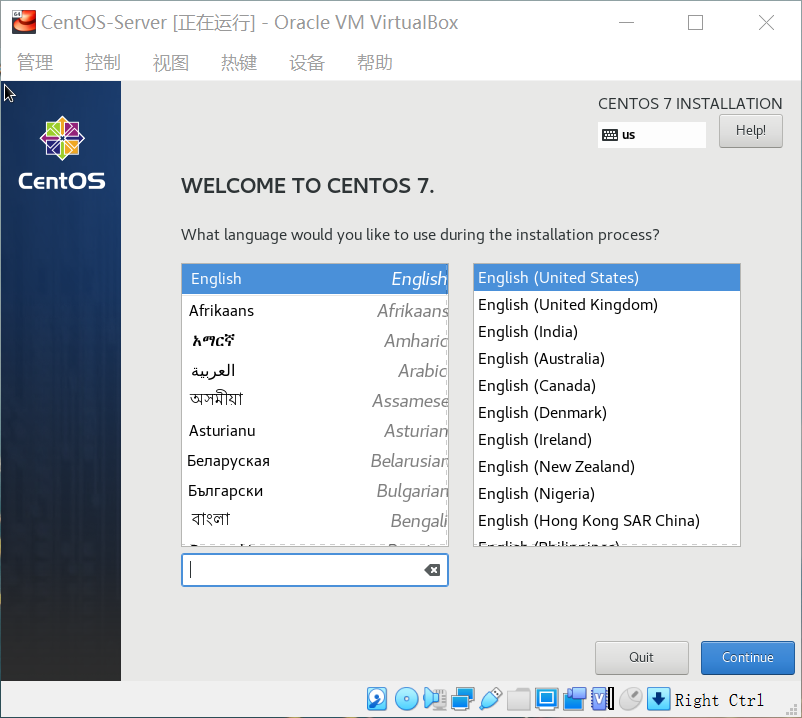 CentOS-Server [正在运行] - Oracle VM VirtualBox
管理 控制 视图 热键 设备 帮助
CentOS
CENTOS 7 INSTALLATION
us
Help!
WELCOME TO CENTOS 7.
What language would you like to use during the installation process?
English English
Afrikaans Afrikaans
አማርኛ Amharic
العربية Arabic
অসমীয়া Assamese
Asturianu Asturian
Беларуская Belarusian
Български Bulgarian
বাংলা Bengali
English (United States)
English (United Kingdom)
English (India)
English (Australia)
English (Canada)
English (Denmark)
English (Ireland)
English (New Zealand)
English (Nigeria)
English (Hong Kong SAR China)
English (Philippines)
Quit
Continue
Right Ctrl